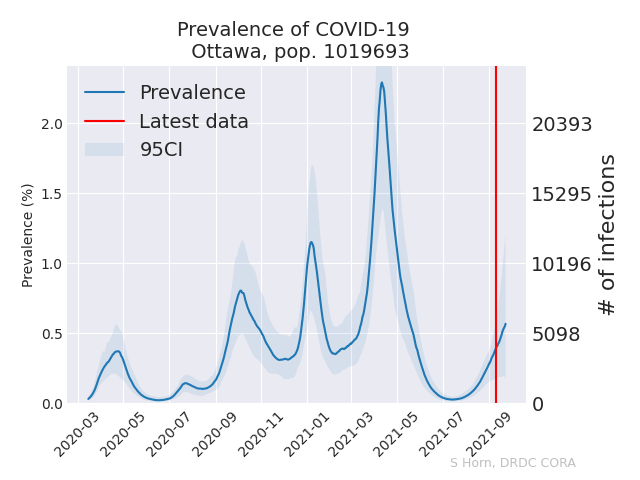 Prevalence of COVID-19
Ottawa, pop. 1019693
Prevalence
Latest data
95CI
Prevalence (%)
2.0
1.5
1.0
0.5
0.0
20393
15295
10196
5098
0
# of infections
2020-03
2020-05
2020-07
2020-09
2020-11
2021-01
2021-03
2021-05
2021-07
2021-09
S Horn, DRDC CORA